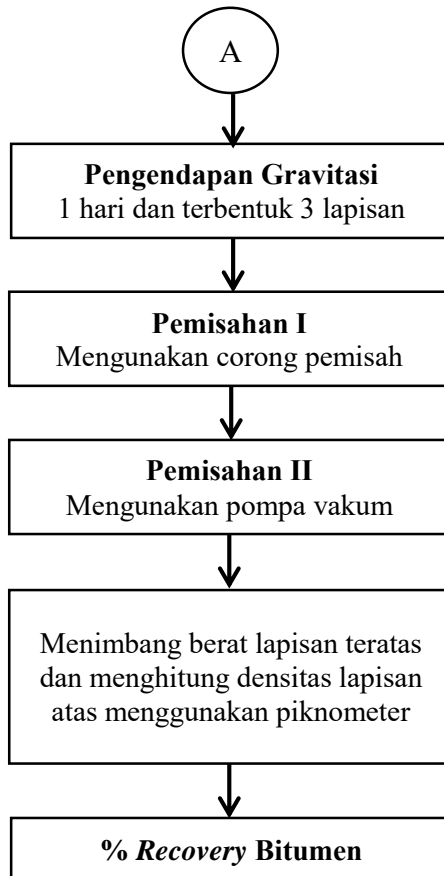 A
Pengendapan Gravitasi
1 hari dan terbentuk 3 lapisan
Pemisahan I
Mengunakan corong pemisah
Pemisahan II
Mengunakan pompa vakum
Menimbang berat lapisan teratas
dan menghitung densitas lapisan
atas menggunakan piknometer
% Recovery Bitumen